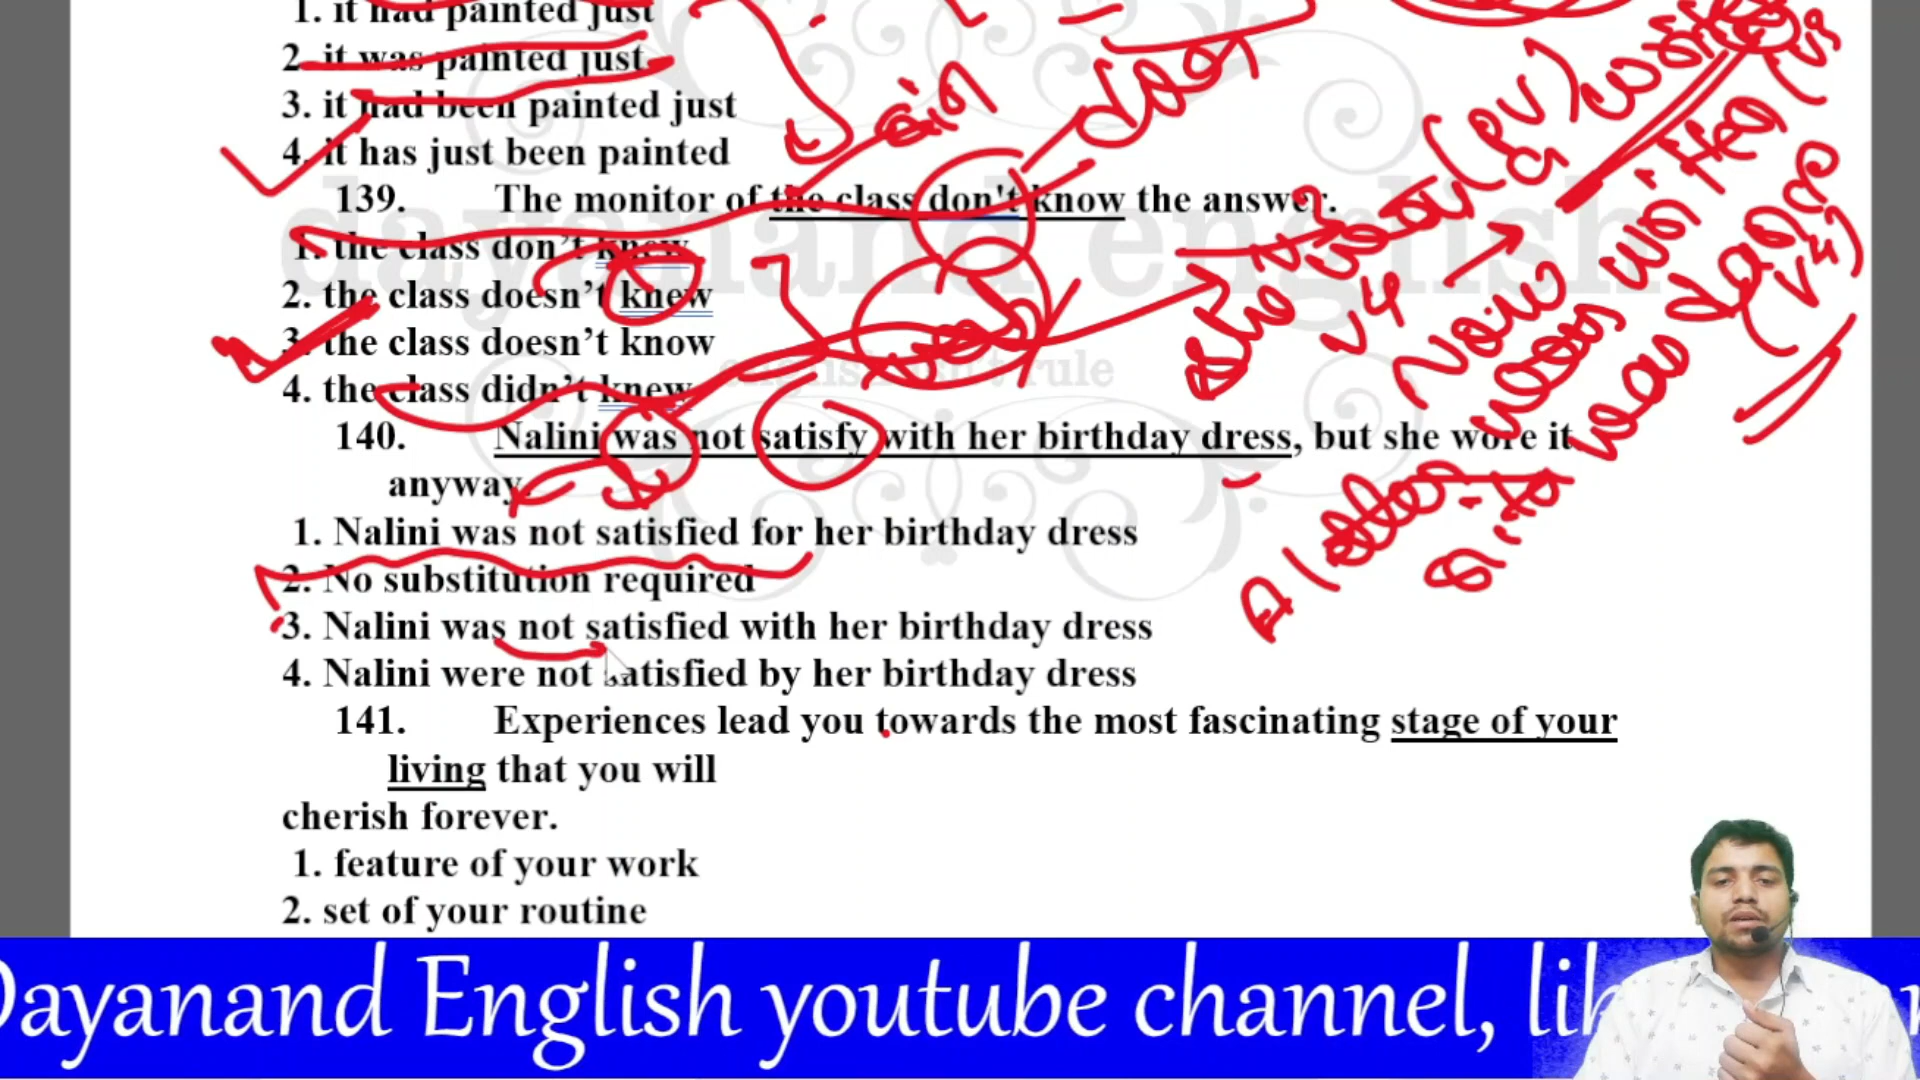 1. it had painted just
2. it was painted just
3. it had been painted just
4. it has just been painted
139. The monitor of the class don't know the answer.
1. the class don't knew
2. the class doesn't knew
3. the class doesn't know
4. the class didn't knew
140. Nalini was not satisfy with her birthday dress, but she wore it
anyway.
1. Nalini was not satisfied for her birthday dress
2. No substitution required
3. Nalini was not satisfied with her birthday dress
4. Nalini were not satisfied by her birthday dress
141. Experiences lead you towards the most fascinating stage of your
living that you will
cherish forever.
1. feature of your work
2. set of your routine
dayanand english
Dayanand English youtube channel,